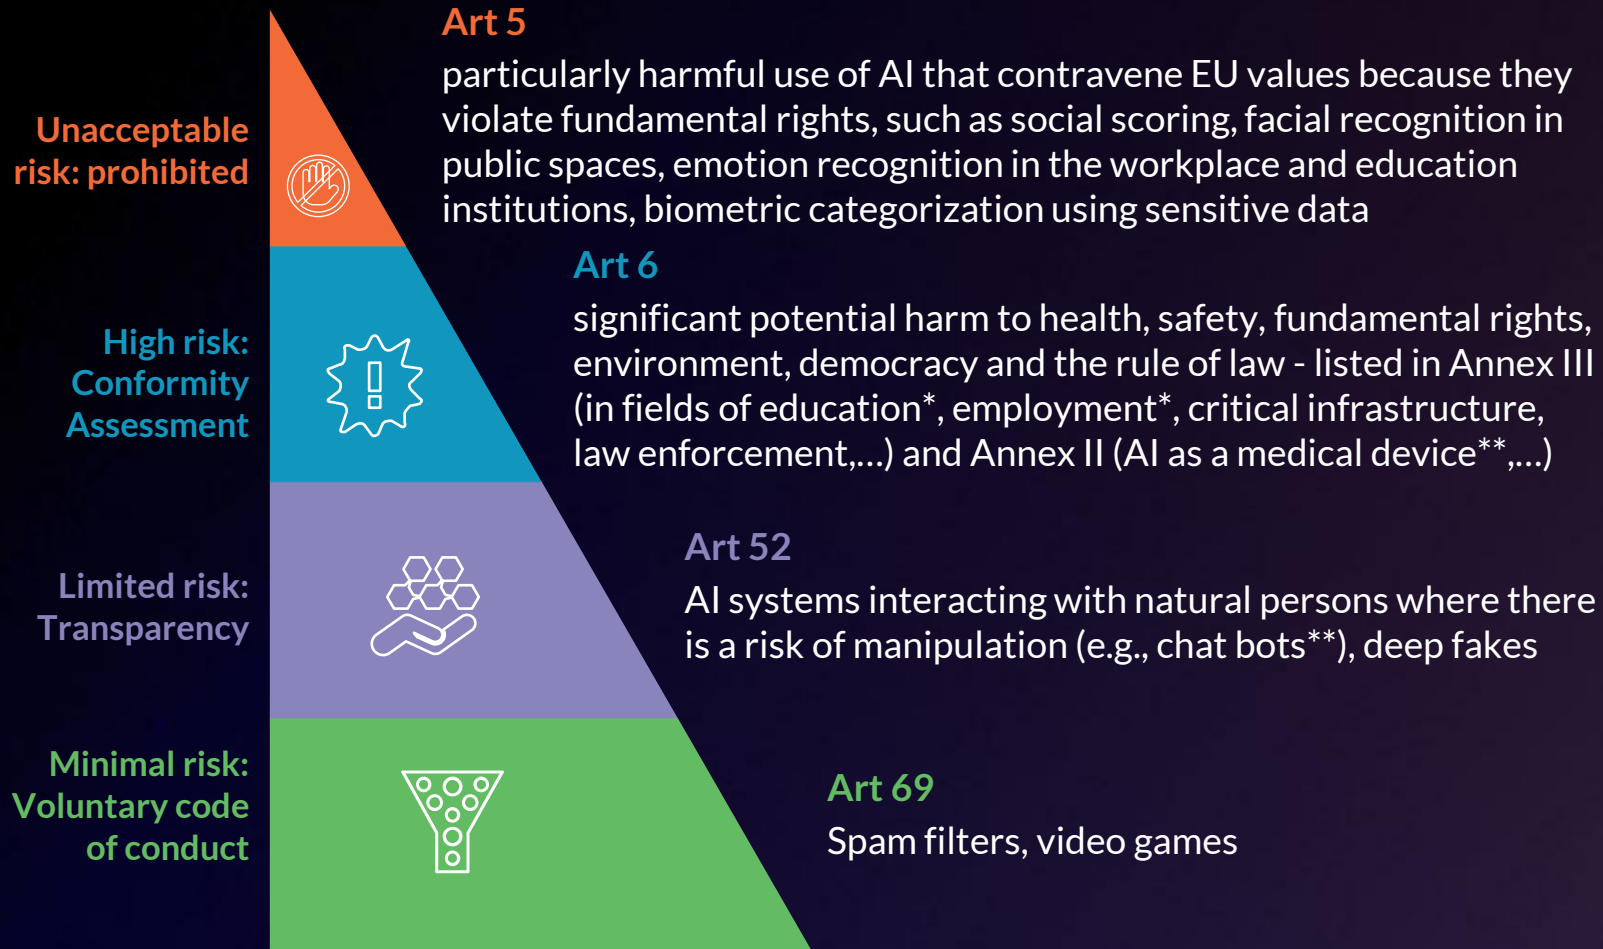 Art 5
particularly harmful use of AI that contravene EU values because they
violate fundamental rights, such as social scoring, facial recognition in
public spaces, emotion recognition in the workplace and education
institutions, biometric categorization using sensitive data
Unacceptable
risk: prohibited
Art 6
significant potential harm to health, safety, fundamental rights,
environment, democracy and the rule of law - listed in Annex III
(in fields of education*, employment*, critical infrastructure,
law enforcement,...) and Annex II (AI as a medical device**,...)
High risk:
Conformity
Assessment
Art 52
AI systems interacting with natural persons where there
is a risk of manipulation (e.g., chat bots**), deep fakes
Limited risk:
Transparency
Art 69
Spam filters, video games
Minimal risk:
Voluntary code
of conduct